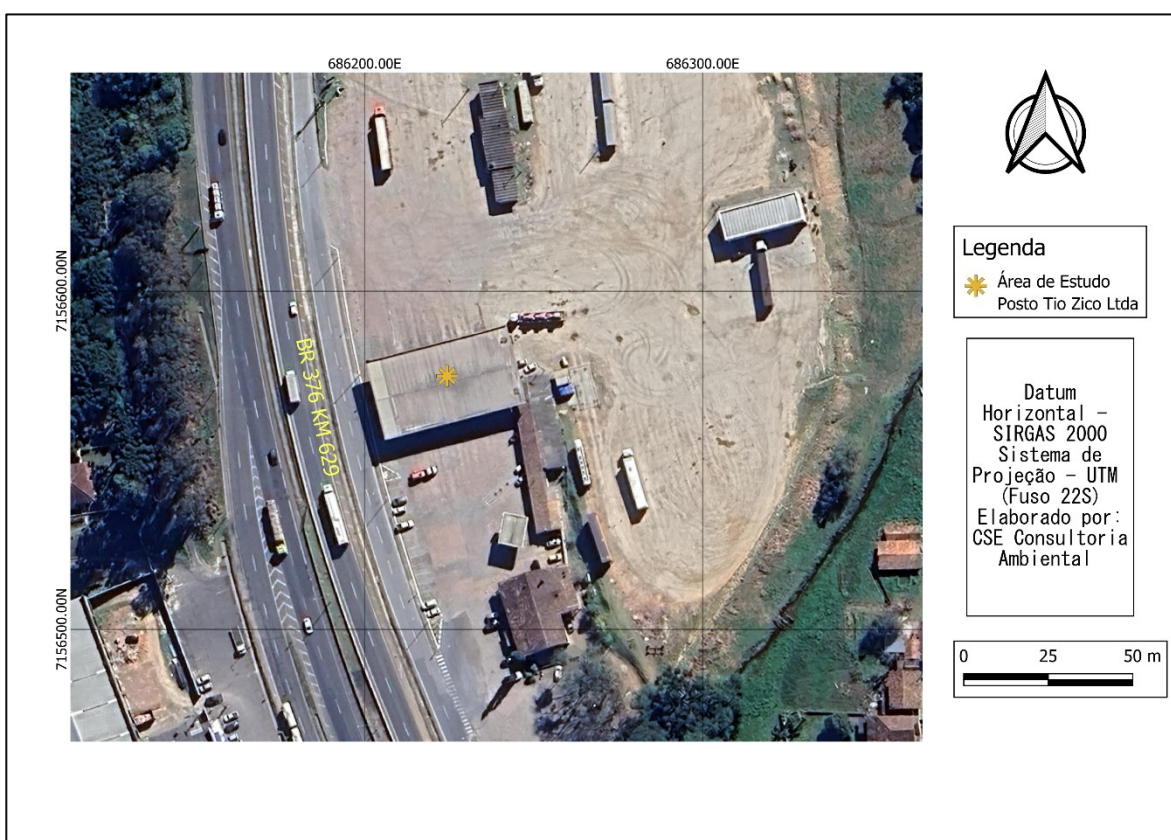 686200.00E
686300.00E
7156600.00N
7156500.00N
BR 376 KM 629
Legenda
Área de Estudo
Posto Tio Zico Ltda
Datum
Horizontal –
SIRGAS 2000
Sistema de
Projeção – UTM
(Fuso 22S)
Elaborado por:
CSE Consultoria
Ambiental
0 25 50 m